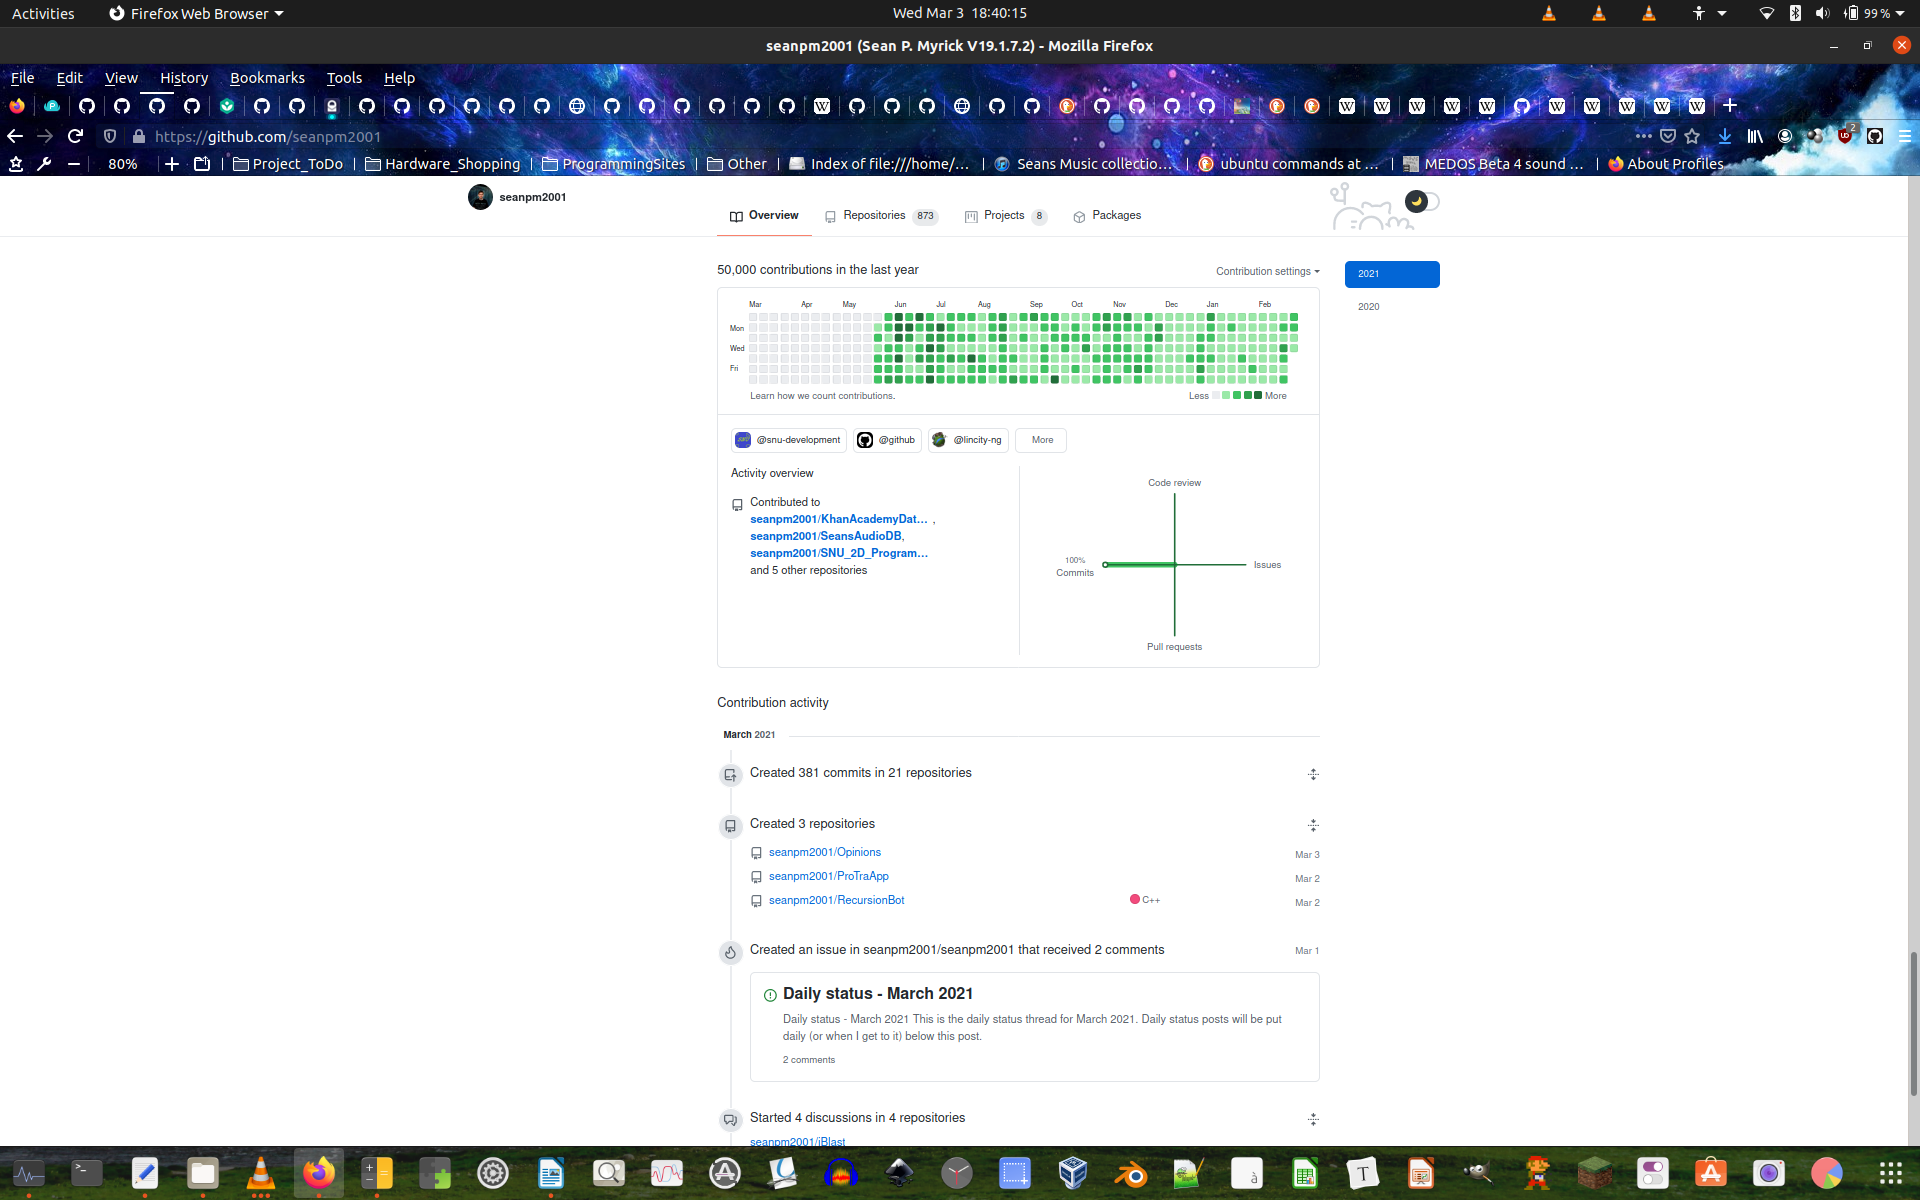 Activities
Firefox Web Browser
Wed Mar 3 18:40:15
99 %
seanpm2001 (Sean P. Myrick V19.1.7.2) - Mozilla Firefox
File Edit View History Bookmarks Tools Help
https://github.com/seanpm2001
2
80%
Project_ToDo
Hardware_Shopping
ProgrammingSites
Other
Index of file:///home/...
Seans Music collectio...
ubuntu commands at ...
MEDOS Beta 4 sound ...
About Profiles
seanpm2001
Overview
Repositories 873
Projects 8
Packages
50,000 contributions in the last year
Contribution settings
2021
2020
Mar Apr May Jun Jul Aug Sep Oct Nov Dec Jan Feb
Mon
Wed
Fri
Learn how we count contributions.
Less More
@snu-development
@github
@lincity-ng
More
Activity overview
Contributed to
seanpm2001/KhanAcademyDat... ,
seanpm2001/SeansAudioDB,
seanpm2001/SNU_2D_Program...
and 5 other repositories
Code review
100%
Commits
Issues
Pull requests
Contribution activity
March 2021
Created 381 commits in 21 repositories
Created 3 repositories
seanpm2001/Opinions
Mar 3
seanpm2001/ProTraApp
Mar 2
seanpm2001/RecursionBot
C++
Mar 2
Created an issue in seanpm2001/seanpm2001 that received 2 comments
Mar 1
Daily status - March 2021
Daily status - March 2021 This is the daily status thread for March 2021. Daily status posts will be put
daily (or when I get to it) below this post.
2 comments
Started 4 discussions in 4 repositories
seanpm2001/iBlast